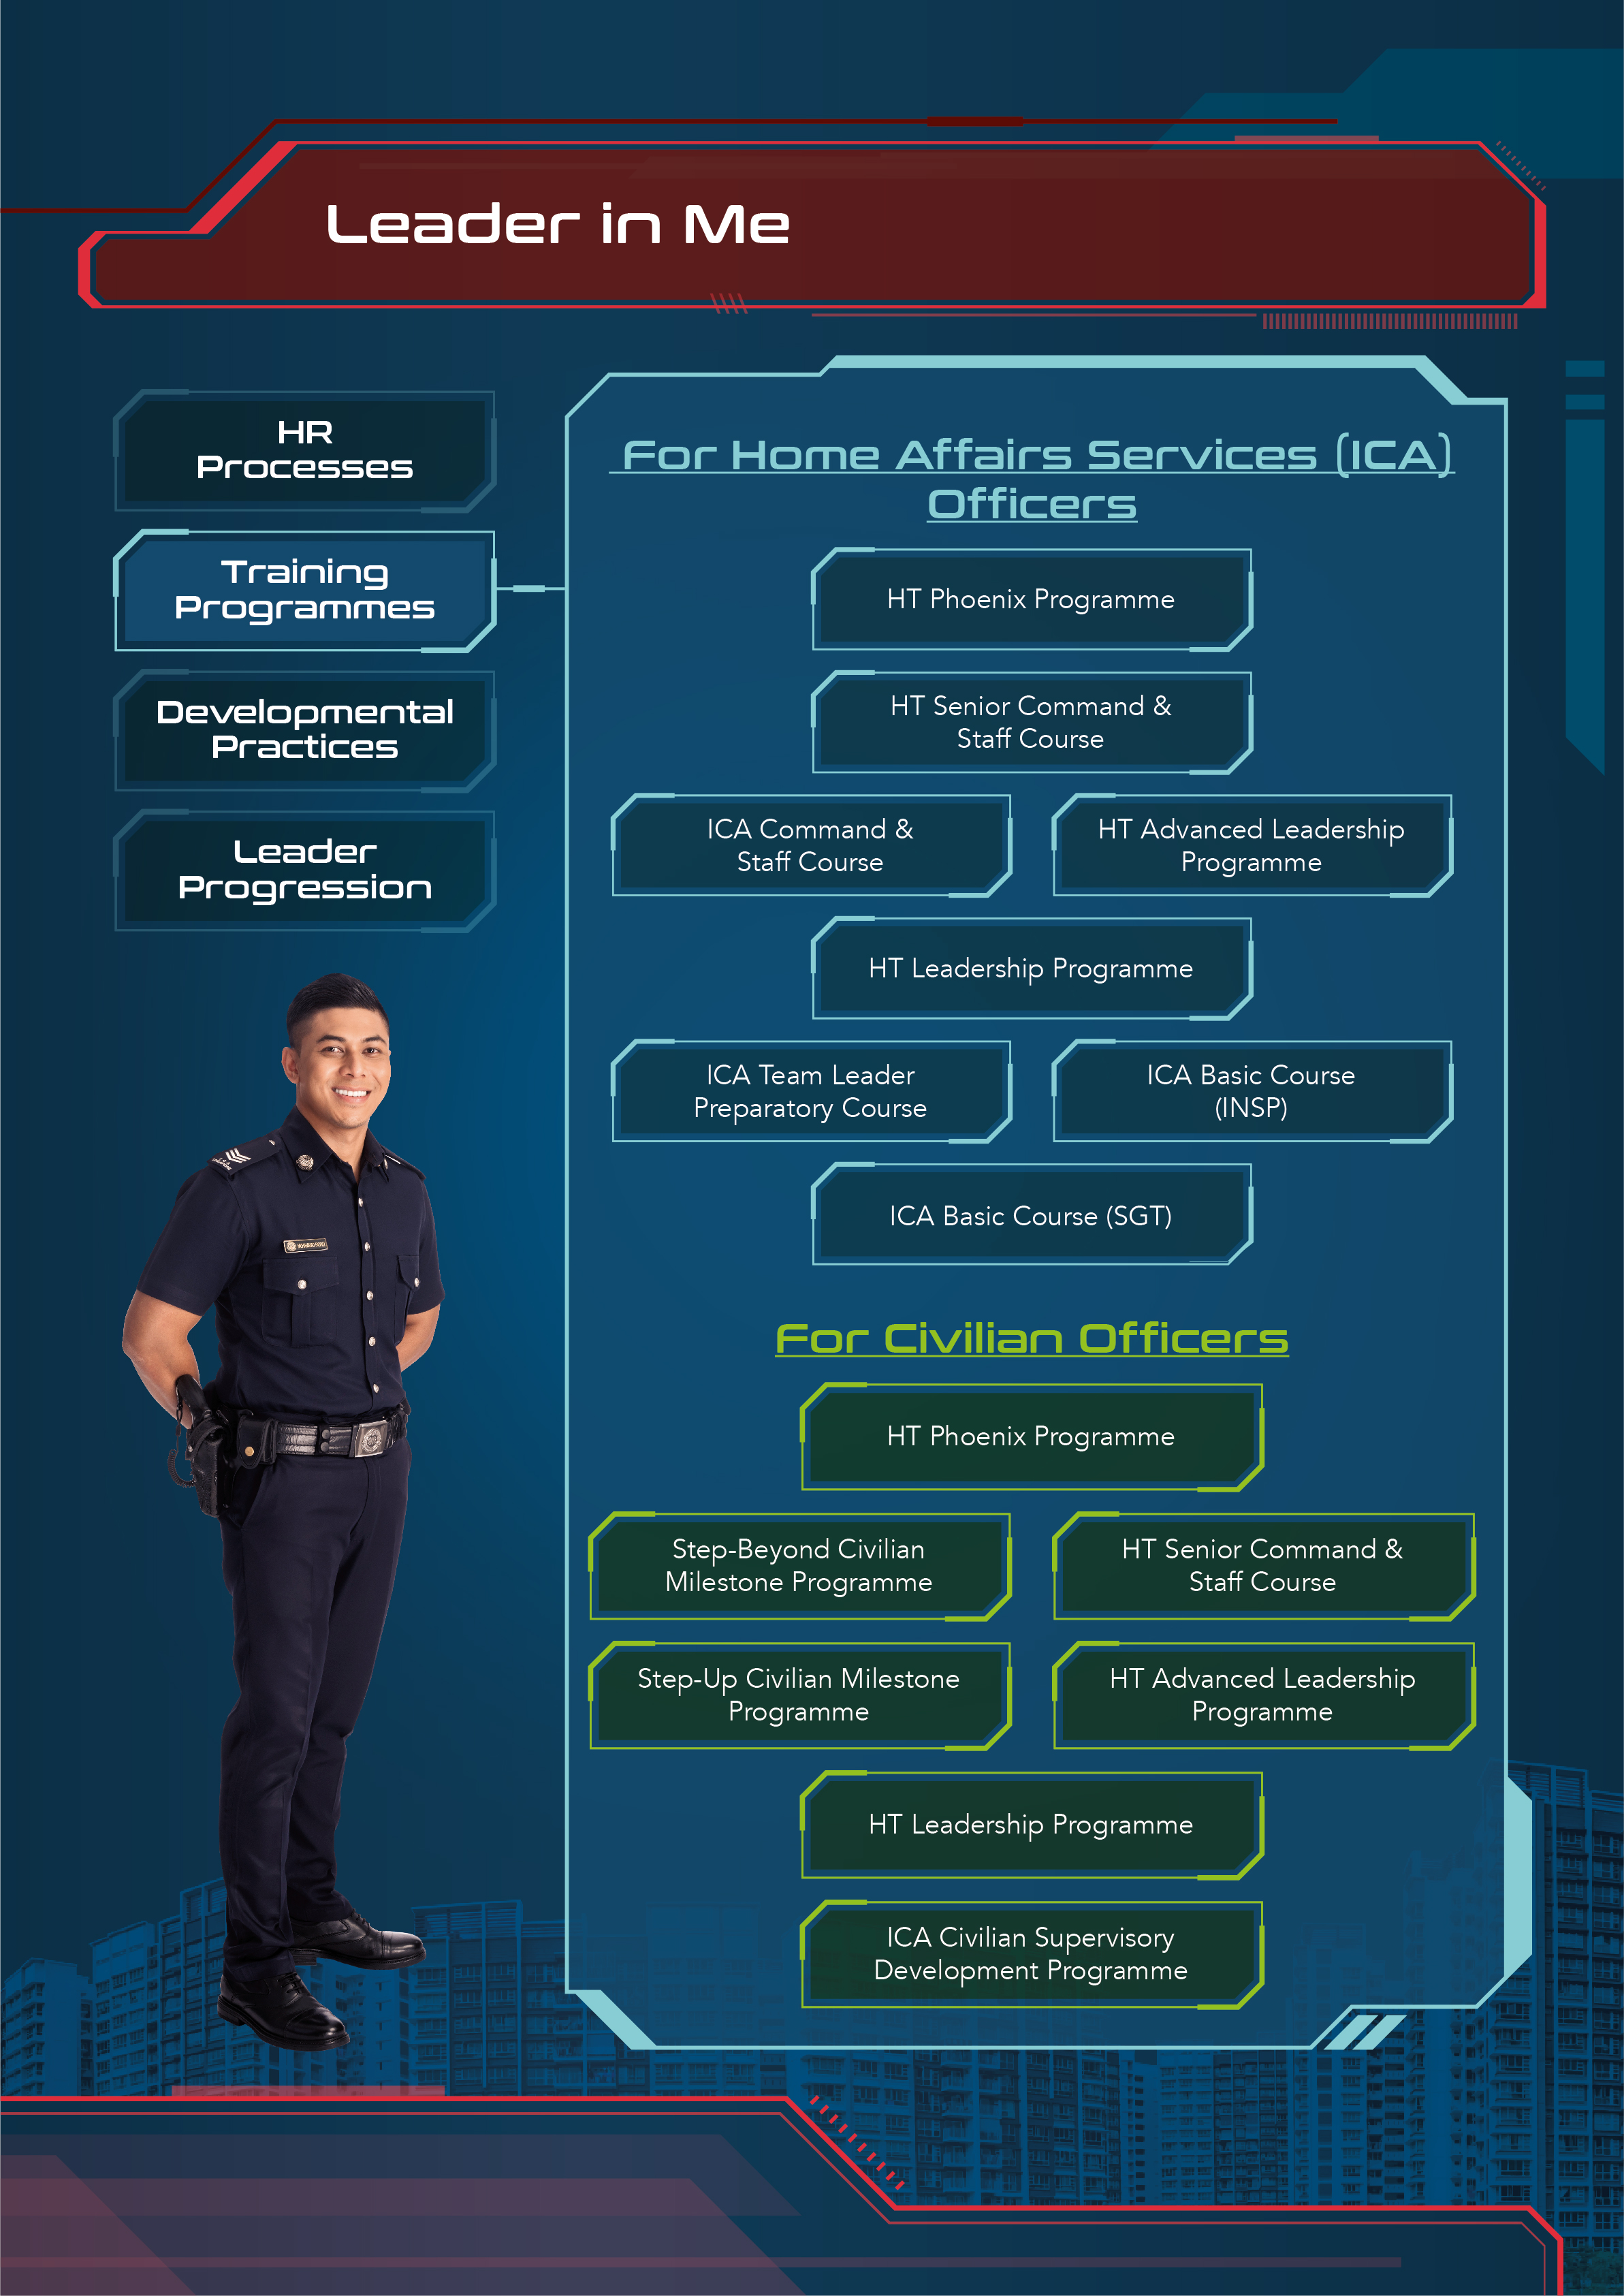 Leader in Me
HR
Processes
Training
Programmes
Developmental
Practices
Leader
Progression
For Home Affairs Services (ICA)
Officers
HT Phoenix Programme
HT Senior Command &
Staff Course
ICA Command &
Staff Course
HT Advanced Leadership
Programme
HT Leadership Programme
ICA Team Leader
Preparatory Course
ICA Basic Course
(INSP)
ICA Basic Course (SGT)
For Civilian Officers
HT Phoenix Programme
Step-Beyond Civilian
Milestone Programme
HT Senior Command &
Staff Course
Step-Up Civilian Milestone
Programme
HT Advanced Leadership
Programme
HT Leadership Programme
ICA Civilian Supervisory
Development Programme